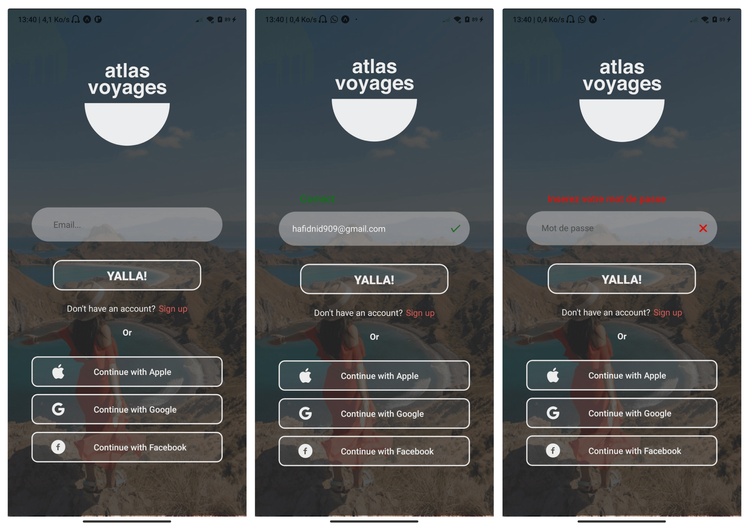 13:40 | 4,1 Ko/s
atlas
voyages
Email...
YALLA!
Don't have an account? Sign up
Or
Continue with Apple
Continue with Google
Continue with Facebook
13:40 | 0,4 Ko/s
atlas
voyages
hafidnid909@gmail.com
YALLA!
Don't have an account? Sign up
Or
Continue with Apple
Continue with Google
Continue with Facebook
13:40 | 0,4 Ko/s
atlas
voyages
votre mot de passe
Mot de passe
YALLA!
Don't have an account? Sign up
Or
Continue with Apple
Continue with Google
Continue with Facebook